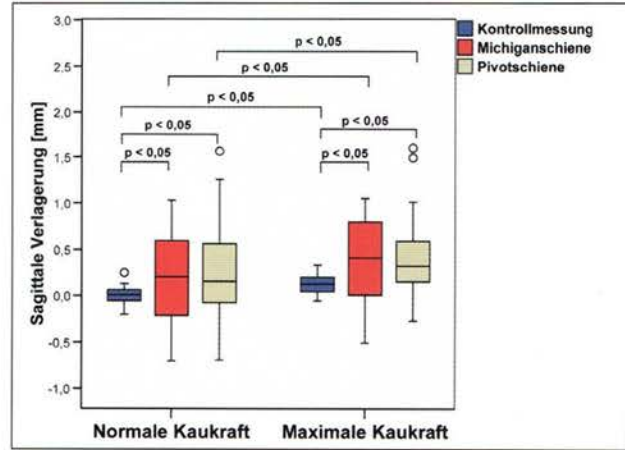 Sagittale Verlagerung [mm]
3,0
2,5
2,0
1,5
1,0
0,5
0,0
-0,5
-1,0
p < 0,05
p < 0,05
p < 0,05
p < 0,05
p < 0,05
p < 0,05
p < 0,05
Normale Kaukraft
Maximale Kaukraft
Kontrollmessung
Michiganschiene
Pivotschiene